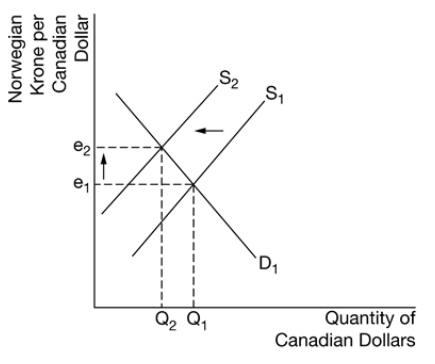 Norwegian
Krone per
Canadian
Dollar
S₂
S₁
e₂
e₁
D₁
Q₂ Q₁
Quantity of
Canadian Dollars